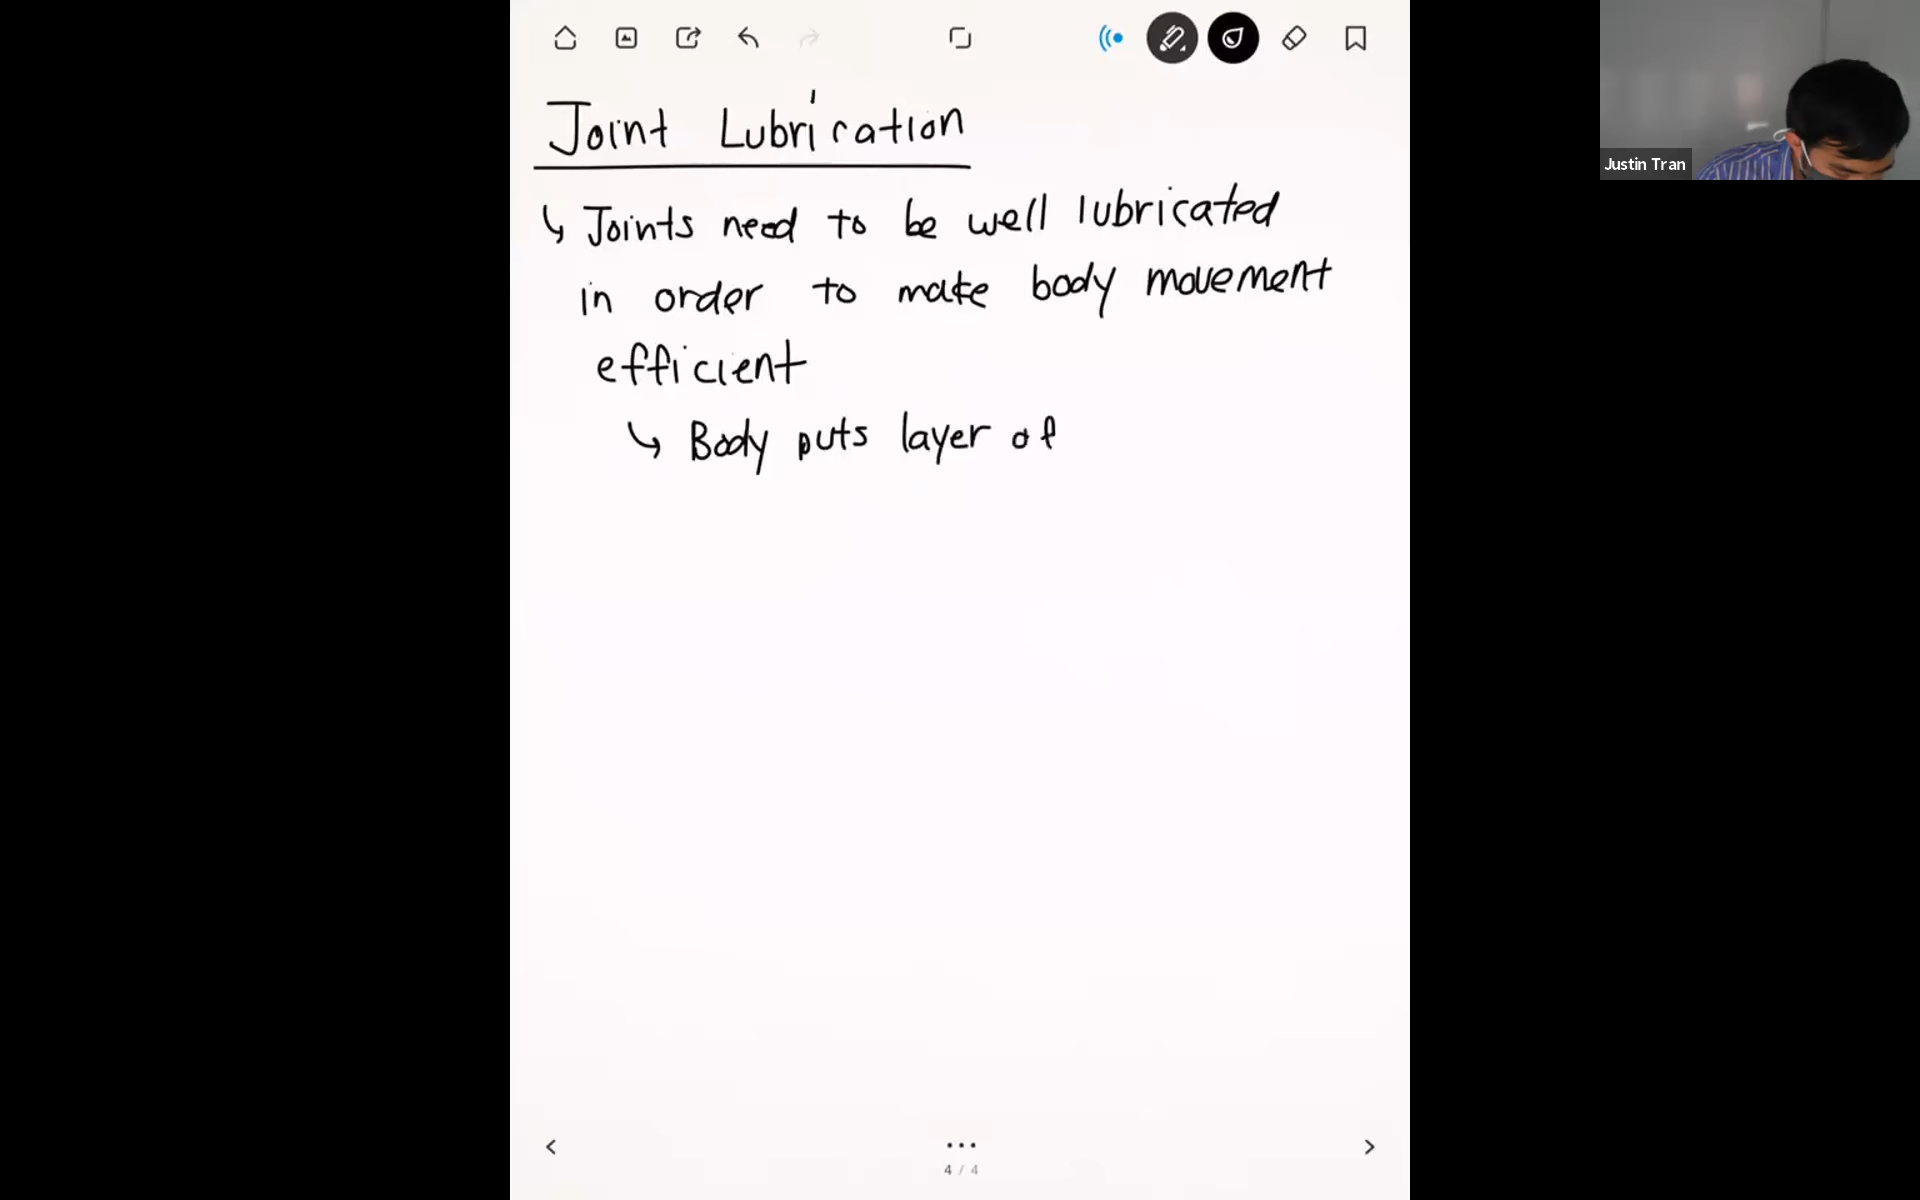 Joint Lubrication
↳ Joints need to be well lubricated
in order to make body movement
efficient
↳ Body puts layer of
Justin Tran
4 / 4